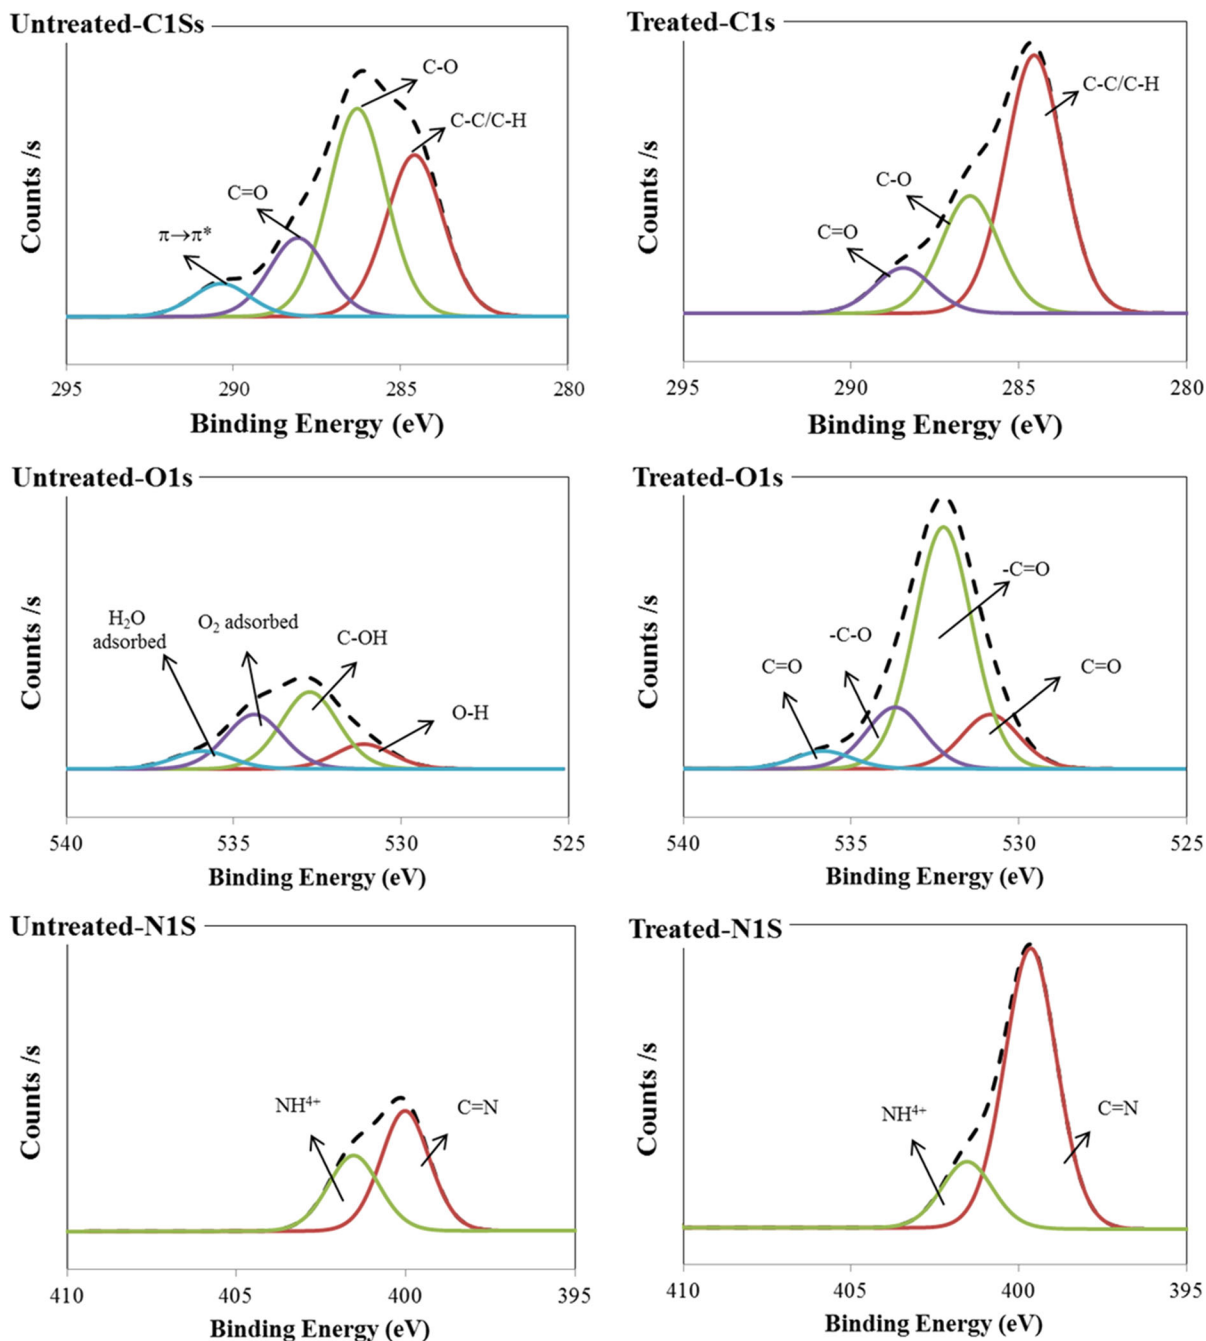 Untreated-C1Ss
Counts /s
C-O
C-C/C-H
C=O
π→π*
295 290 285 280
Binding Energy (eV)
Treated-C1s
Counts /s
C-C/C-H
C-O
C=O
295 290 285 280
Binding Energy (eV)
Untreated-O1s
Counts /s
H₂O
adsorbed
O₂ adsorbed
C-OH
O-H
540 535 530 525
Binding Energy (eV)
Treated-O1s
Counts /s
-C=O
-C-O
C=O
C=O
540 535 530 525
Binding Energy (eV)
Untreated-N1S
Counts /s
NH⁴⁺
C=N
410 405 400 395
Binding Energy (eV)
Treated-N1S
Counts /s
NH⁴⁺
C=N
410 405 400 395
Binding Energy (eV)